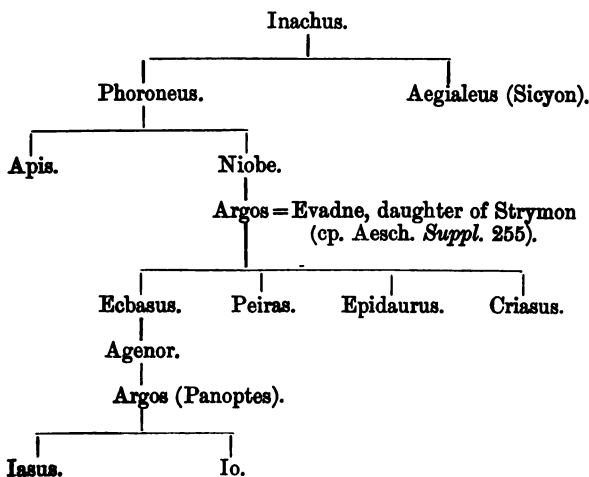 Inachus.
Phoroneus. Aegialeus (Sicyon).
Apis. Niobe.
Argos = Evadne, daughter of Strymon
(cp. Aesch. Suppl. 255).
Ecbasus. Peiras. Epidaurus. Criasus.
Agenor.
Argos (Panoptes).
Iasus. Io.